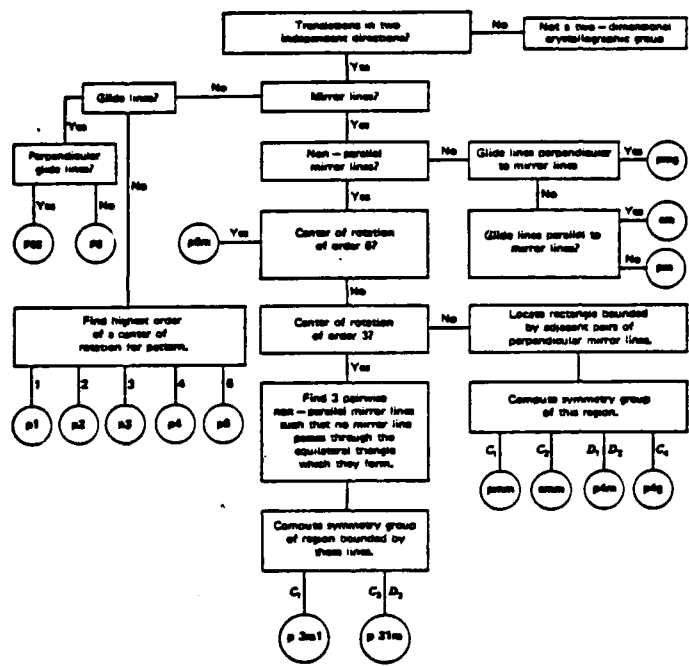 Translations in two
independent directions?
No
Not a two - dimensional
crystallographic group
Yes
Glide lines?
No
Mirror lines?
Yes
Yes
Perpendicular
glide lines?
No
Non - parallel
mirror lines?
No
Glide lines perpendicular
to mirror lines
Yes
pmg
Yes
No
Yes
No
pgg
pg
p6m
Yes
Center of rotation
of order 6?
Glide lines parallel to
mirror lines?
Yes
cm
No
pm
No
Find highest order
of a center of
rotation for pattern.
Center of rotation
of order 3?
No
Locate rectangle bounded
by adjacent pairs of
perpendicular mirror lines.
1
2
3
4
6
Yes
p1
p2
p3
p4
p6
Find 3 pairwise
non - parallel mirror lines
such that no mirror line
passes through the
equilateral triangle
which they form.
Compute symmetry group
of this region.
C₁
C₂
D₁ D₂
C₄
pmm
cmm
p4m
p4g
Compute symmetry group
of region bounded by
these lines.
C₁
C₃ D₃
p 3m1
p 31m